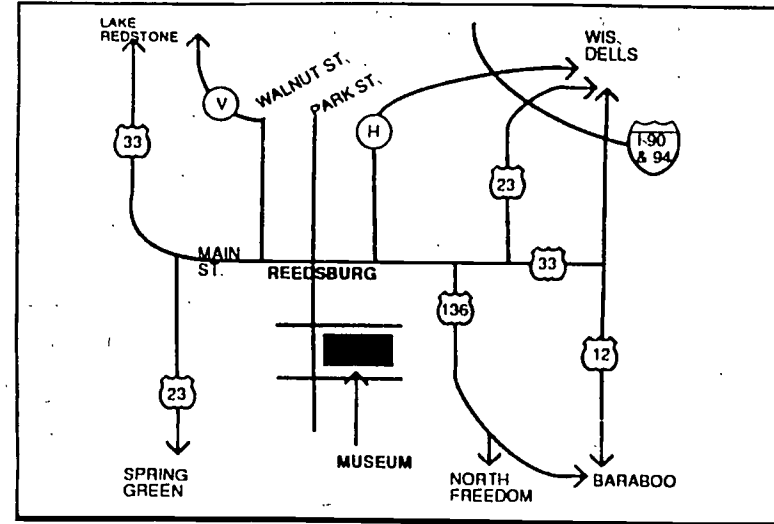 LAKE
REDSTONE
WIS.
DELLS
WALNUT ST.
PARK ST.
V
H
33
I-90
& 94
23
MAIN
ST.
REEDSBURG
33
136
12
23
MUSEUM
SPRING
GREEN
NORTH
FREEDOM
BARABOO